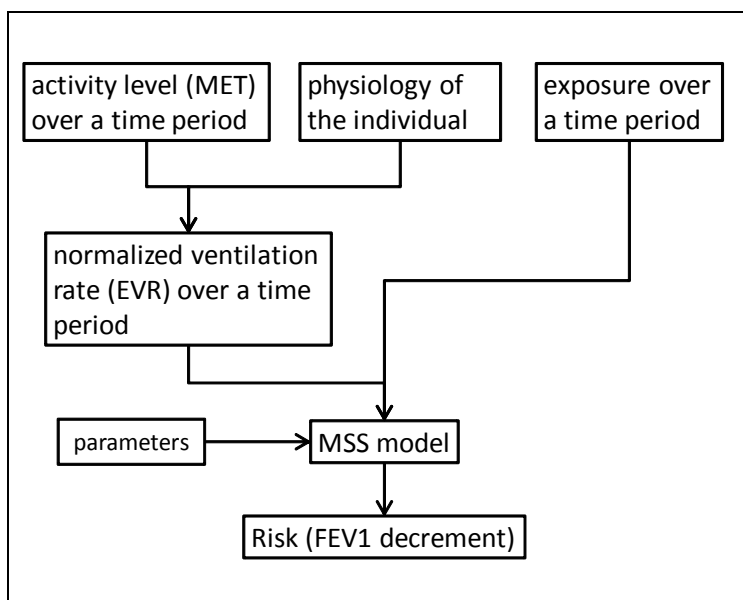 activity level (MET)
over a time period
physiology of
the individual
exposure over
a time period
normalized ventilation
rate (EVR) over a time
period
parameters
MSS model
Risk (FEV1 decrement)